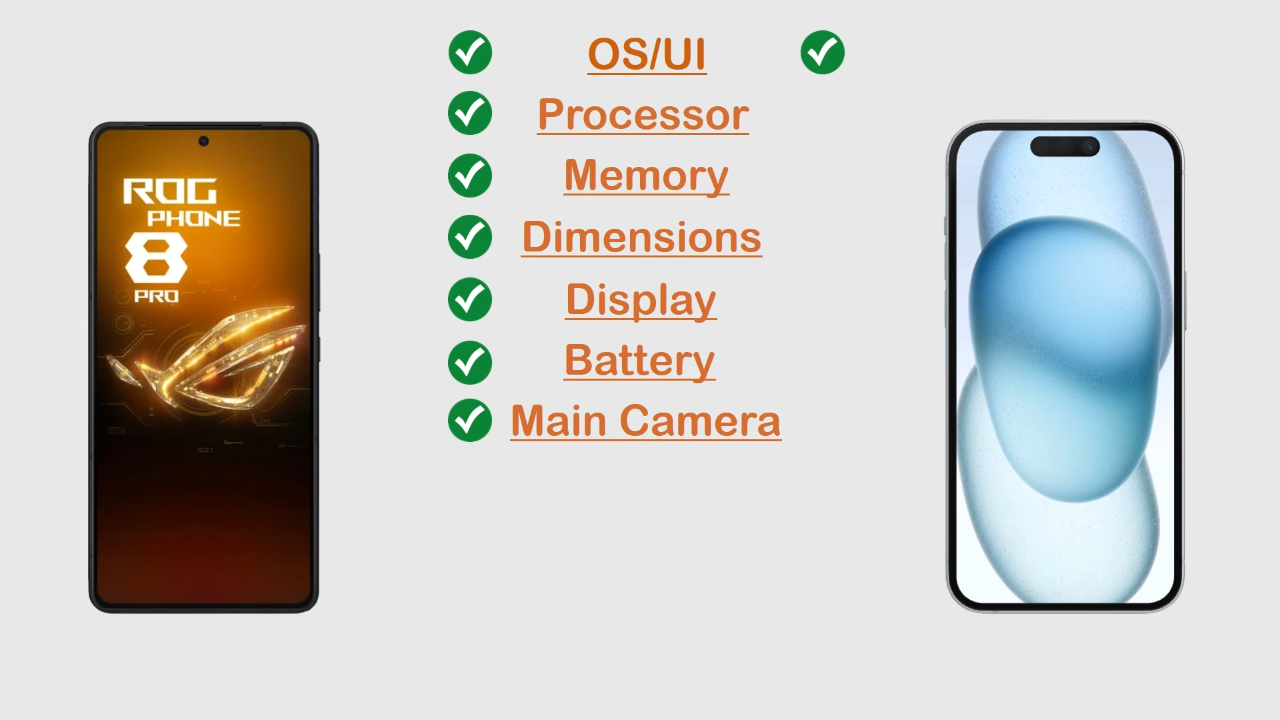 OS/UI
Processor
Memory
Dimensions
Display
Battery
Main Camera
ROG
PHONE
8
PRO